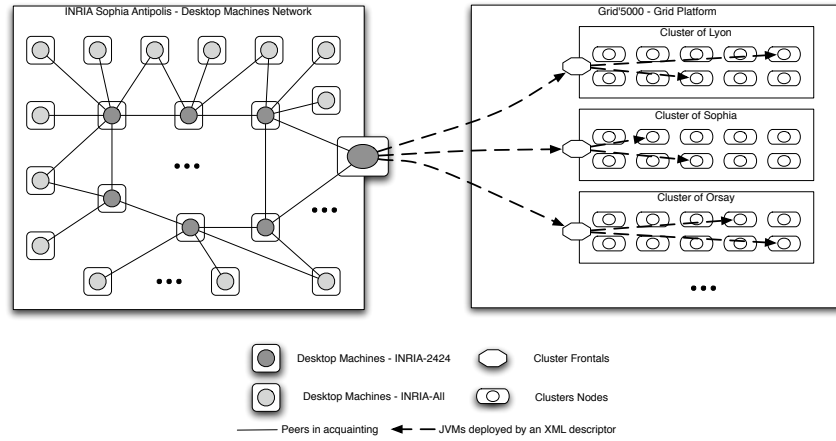 INRIA Sophia Antipolis - Desktop Machines Network
Grid'5000 - Grid Platform
Cluster of Lyon
Cluster of Sophia
Cluster of Orsay
Desktop Machines - INRIA-2424
Cluster Frontals
Desktop Machines - INRIA-All
Clusters Nodes
Peers in acquainting
JVMs deployed by an XML descriptor